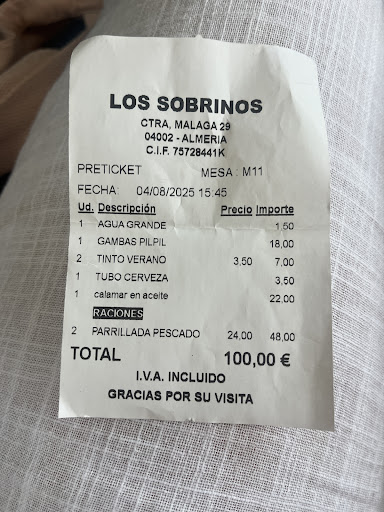 LOS SOBRINOS
CTRA, MALAGA 29
04002 - ALMERIA
C.I.F. 75728441K
PRETICKET MESA : M11
FECHA: 04/08/2025 15:45
Ud. Descripción Precio Importe
1 AGUA GRANDE 1,50
1 GAMBAS PILPIL 18,00
2 TINTO VERANO 3,50 7,00
1 TUBO CERVEZA 3,50
1 calamar en aceite 22,00
RACIONES
2 PARRILLADA PESCADO 24,00 48,00
TOTAL 100,00 €
I.V.A. INCLUIDO
GRACIAS POR SU VISITA